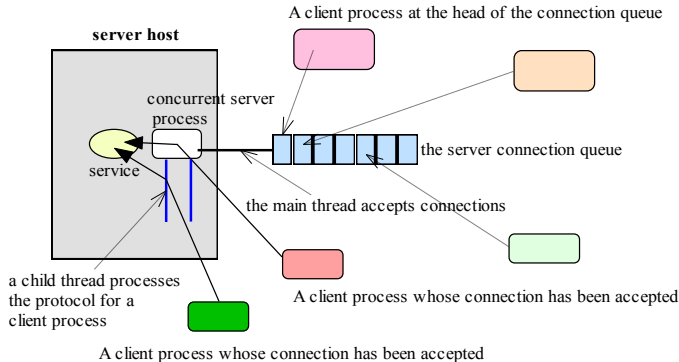 A client process at the head of the connection queue
server host
concurrent server
process
service
the server connection queue
the main thread accepts connections
a child thread processes
the protocol for a
client process
A client process whose connection has been accepted
A client process whose connection has been accepted